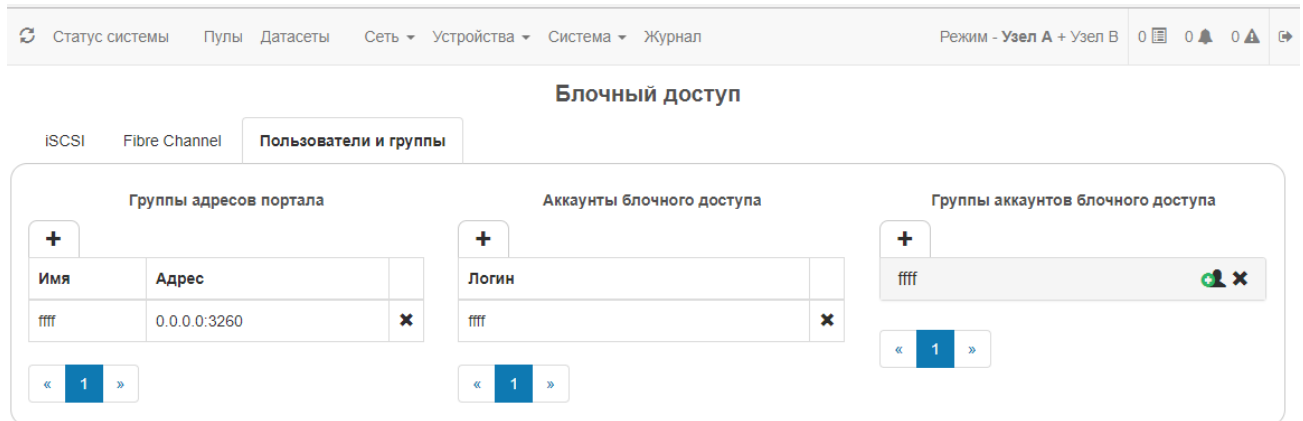 Статус системы Пулы Датасеты Сеть Устройства Система Журнал Режим - Узел А + Узел В 0 0 0
Блочный доступ
iSCSI Fibre Channel Пользователи и группы
Группы адресов портала
+
Имя Адрес
ffff 0.0.0.0:3260
« 1 »
Аккаунты блочного доступа
+
Логин
ffff
« 1 »
Группы аккаунтов блочного доступа
+
ffff
« 1 »